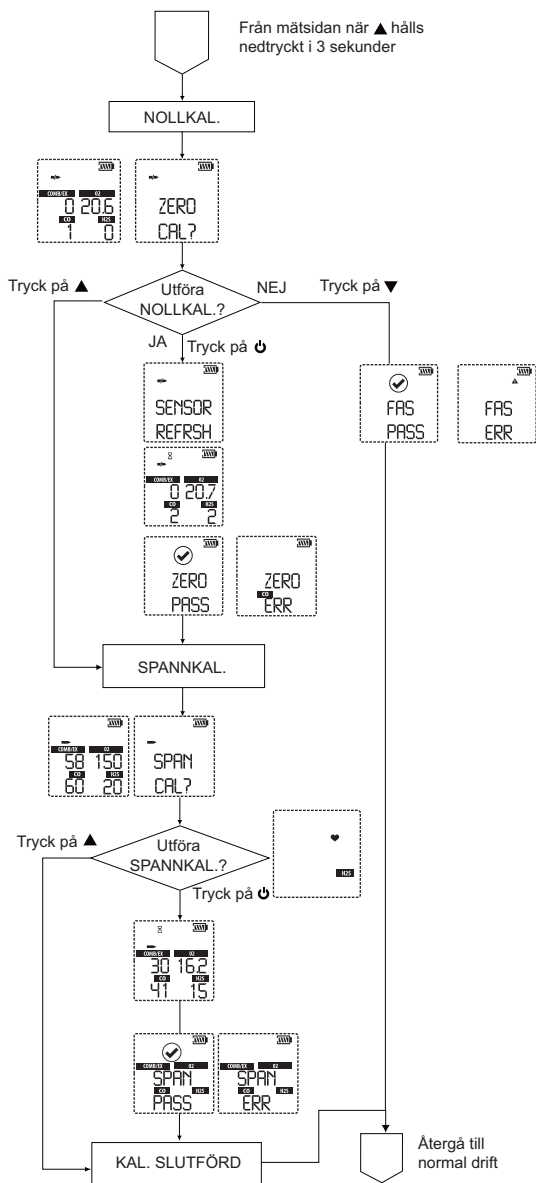 Från mätsidan när ▲ hålls
nedtryckt i 3 sekunder
NOLLKAL.
COMB/EX O2
0 20.6
CO H2S
1 0
ZERO
CAL?
Tryck på ▲
Utföra
NOLLKAL.?
NEJ
Tryck på ▼
JA
Tryck på ⏻
SENSOR
REFRSH
FAS
PASS
FAS
ERR
COMB/EX O2
0 20.7
CO H2S
2 2
ZERO
PASS
ZERO
CO
ERR
SPANNKAL.
COMB/EX O2
58 15.0
CO H2S
60 20
SPAN
CAL?
Tryck på ▲
Utföra
SPANNKAL.?
H2S
Tryck på ⏻
COMB/EX O2
30 16.2
CO H2S
41 15
COMB/EX O2
SPAN
CO H2S
PASS
COMB/EX O2
SPAN
CO H2S
ERR
KAL. SLUTFÖRD
Återgå till
normal drift